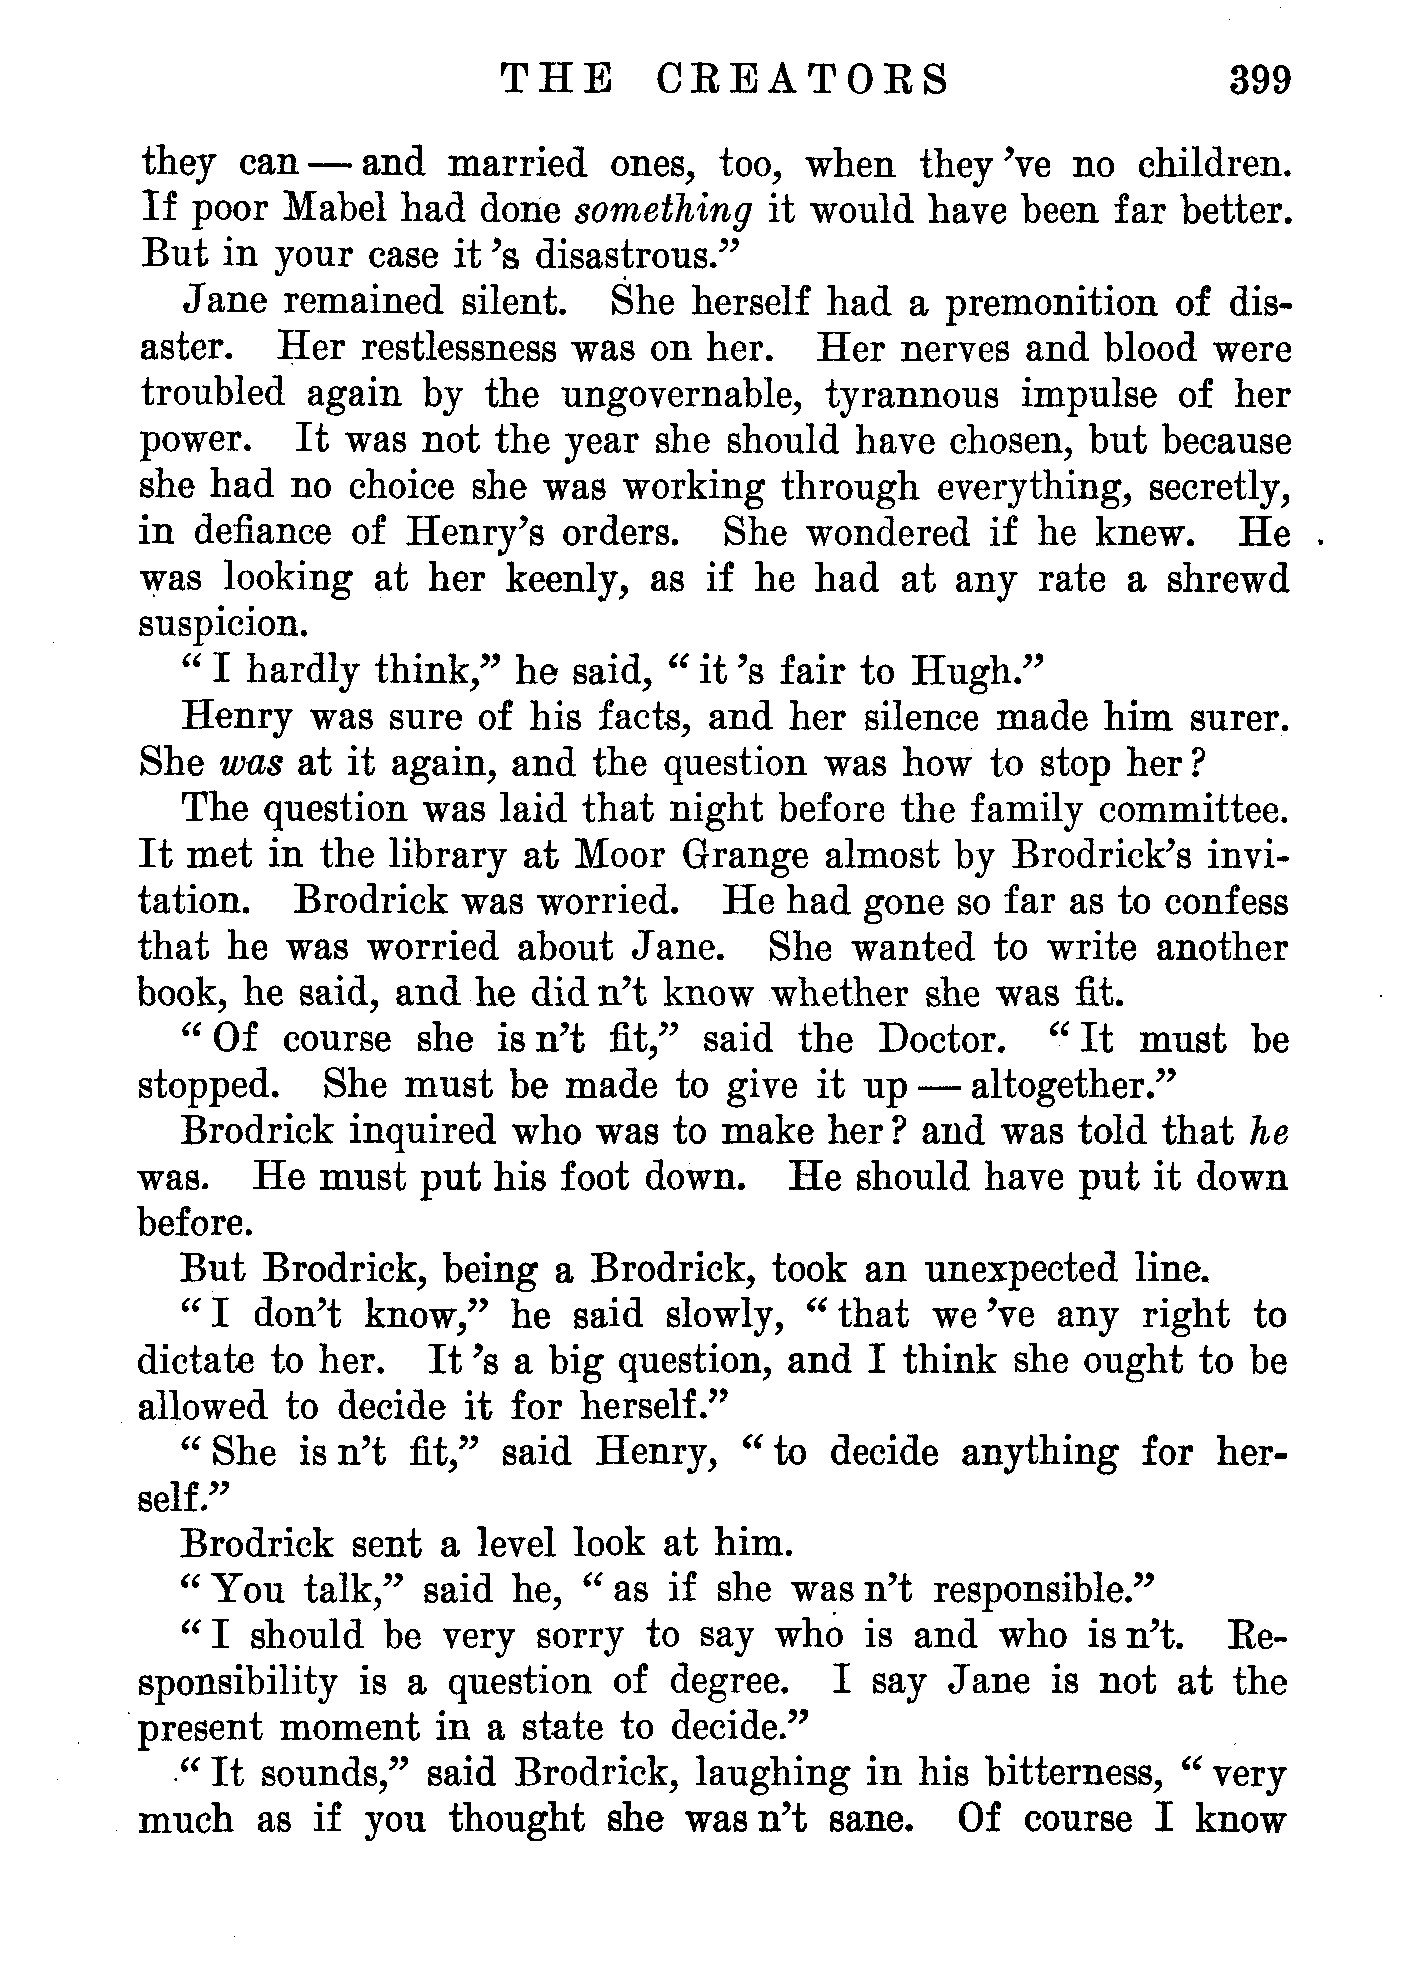 THE CREATORS 399
they can — and married ones, too, when they 've no children.
If poor Mabel had done something it would have been far better.
But in your case it 's disastrous."
Jane remained silent. She herself had a premonition of dis-
aster. Her restlessness was on her. Her nerves and blood were
troubled again by the ungovernable, tyrannous impulse of her
power. It was not the year she should have chosen, but because
she had no choice she was working through everything, secretly,
in defiance of Henry's orders. She wondered if he knew. He
was looking at her keenly, as if he had at any rate a shrewd
suspicion.
" I hardly think," he said, " it 's fair to Hugh."
Henry was sure of his facts, and her silence made him surer.
She was at it again, and the question was how to stop her?
The question was laid that night before the family committee.
It met in the library at Moor Grange almost by Brodrick's invi-
tation. Brodrick was worried. He had gone so far as to confess
that he was worried about Jane. She wanted to write another
book, he said, and he did n't know whether she was fit.
" Of course she is n't fit," said the Doctor. " It must be
stopped. She must be made to give it up — altogether."
Brodrick inquired who was to make her? and was told that he
was. He must put his foot down. He should have put it down
before.
But Brodrick, being a Brodrick, took an unexpected line.
" I don't know," he said slowly, " that we 've any right to
dictate to her. It 's a big question, and I think she ought to be
allowed to decide it for herself."
" She is n't fit," said Henry, " to decide anything for her-
self."
Brodrick sent a level look at him.
" You talk," said he, " as if she was n't responsible."
" I should be very sorry to say who is and who is n't. Re-
sponsibility is a question of degree. I say Jane is not at the
present moment in a state to decide."
" It sounds," said Brodrick, laughing in his bitterness, " very
much as if you thought she was n't sane. Of course I know